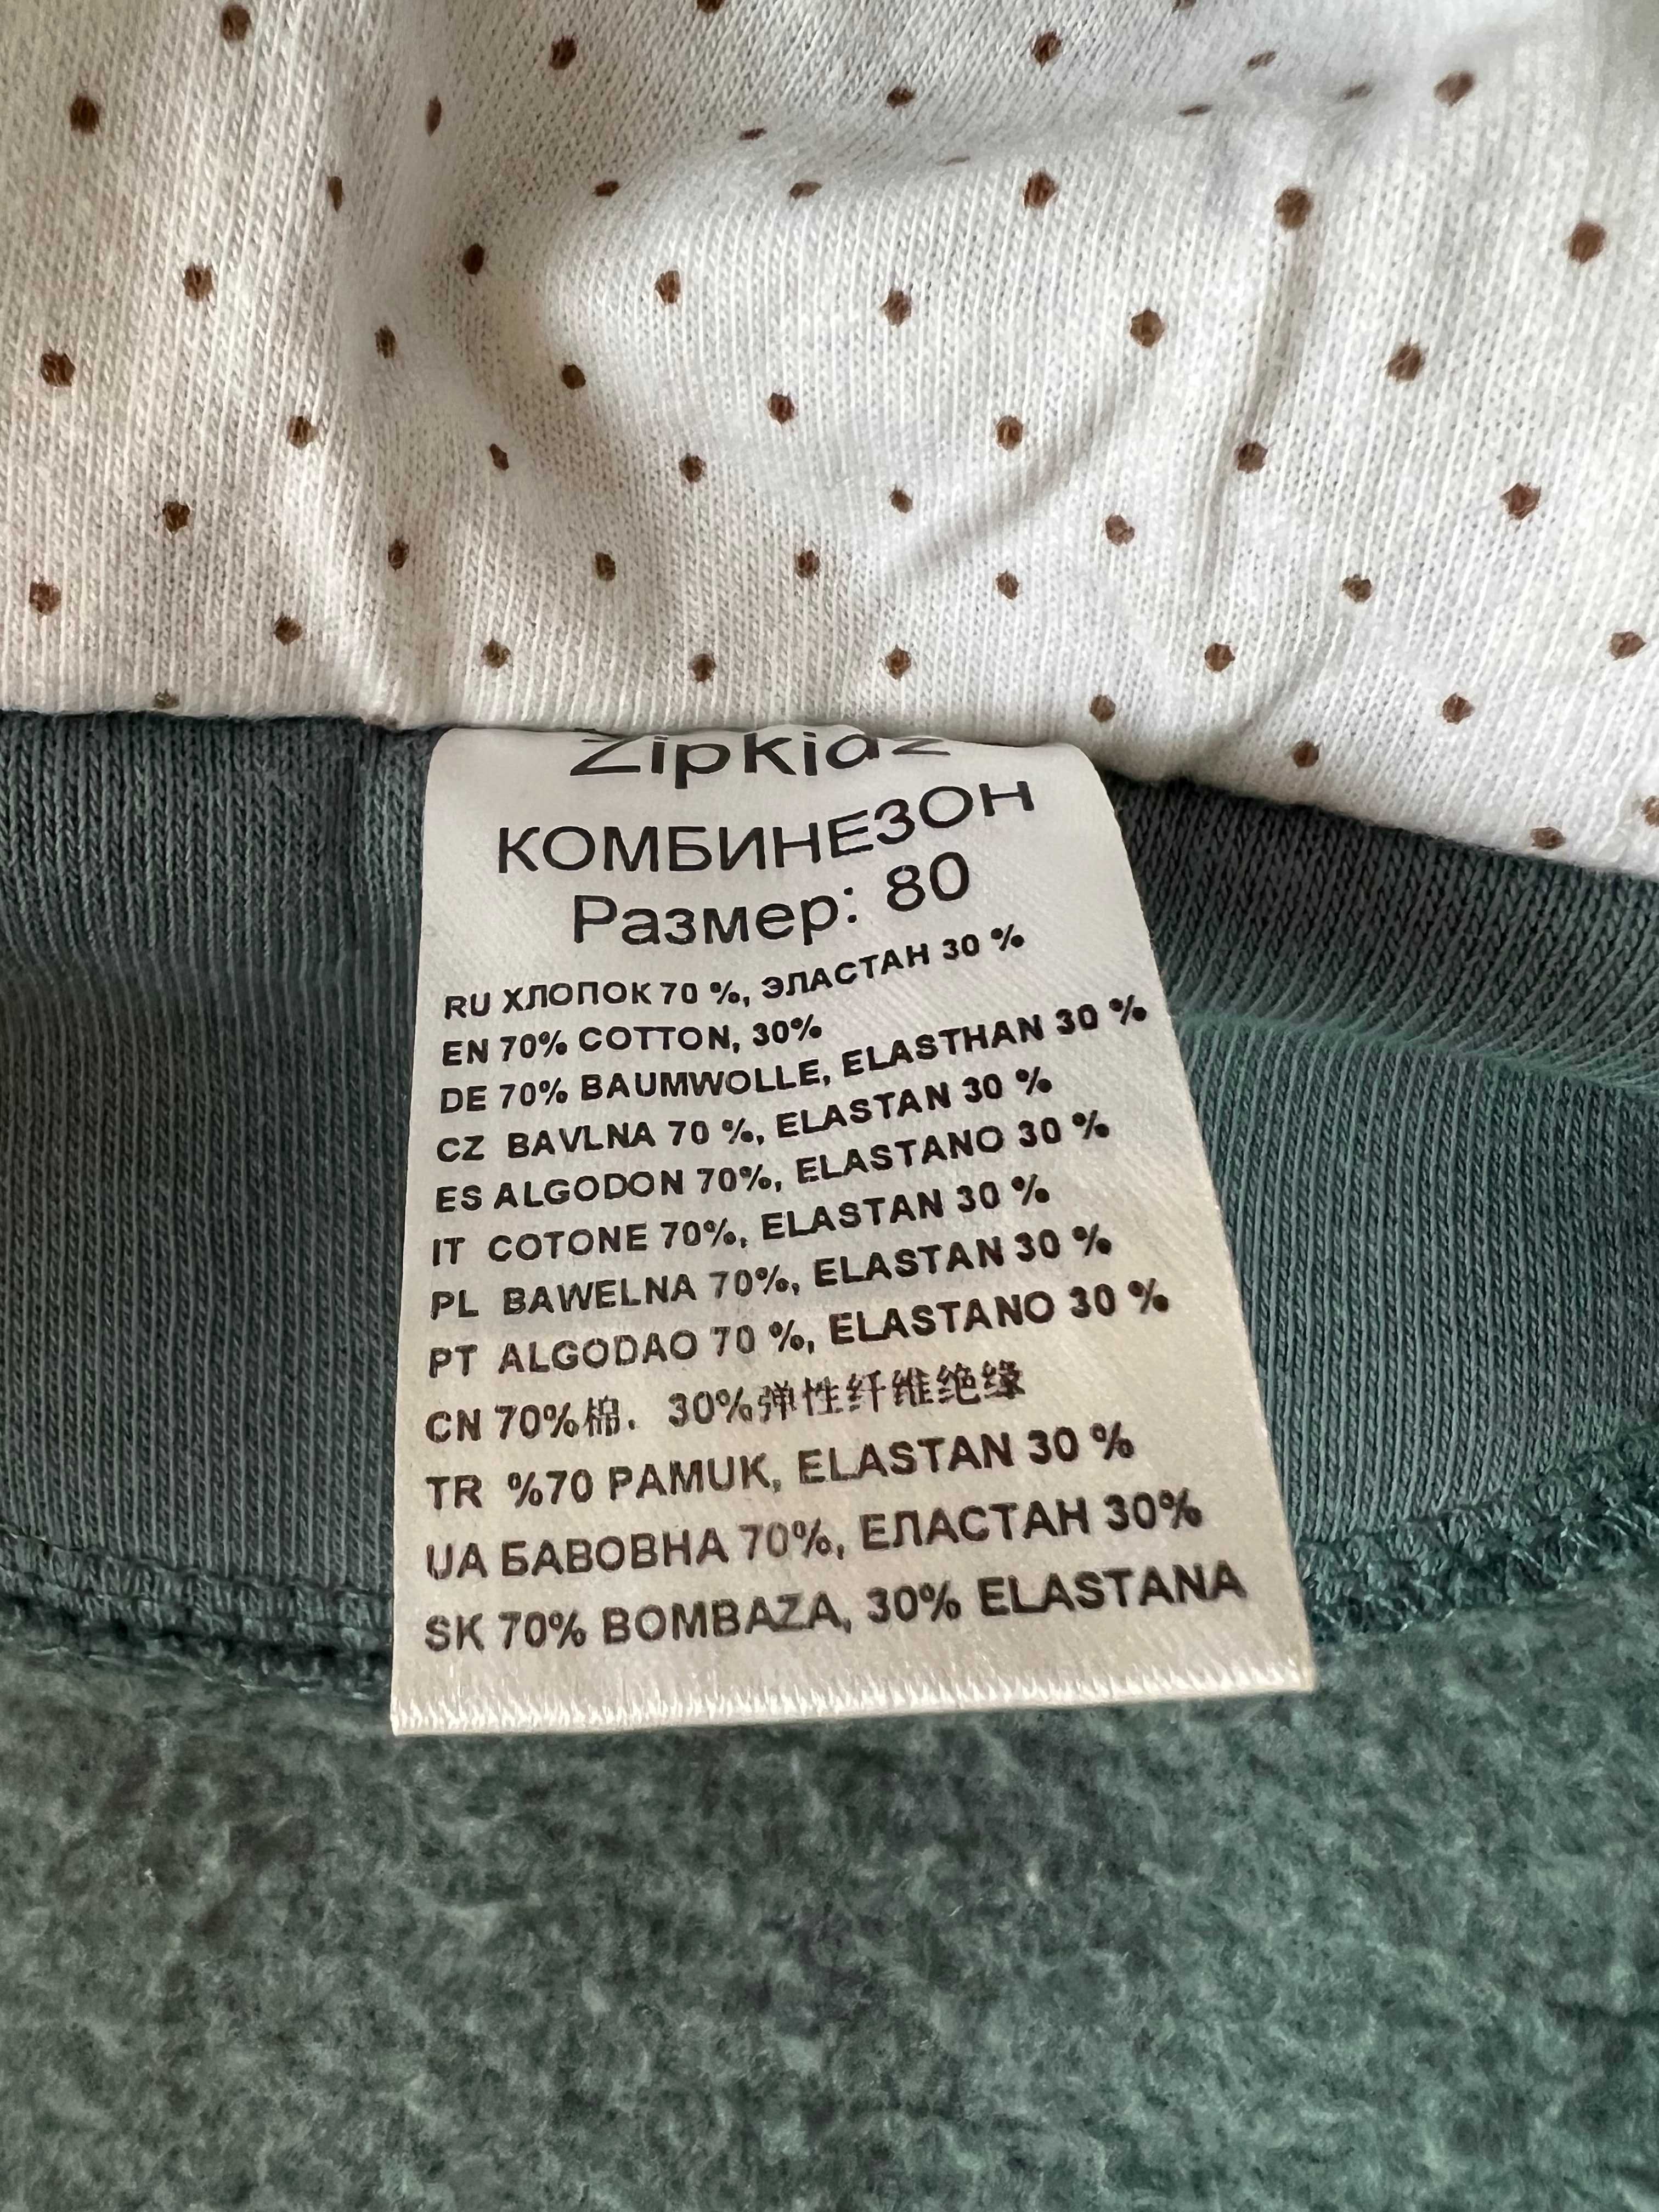 Zipkidz
КОМБИНЕЗОН
Размер: 80
RU ХЛОПОК 70 %, ЭЛАСТАН 30 %
EN 70% COTTON, 30%
DE 70% BAUMWOLLE, ELASTHAN 30 %
CZ BAVLNA 70 %, ELASTAN 30 %
ES ALGODON 70%, ELASTANO 30 %
IT COTONE 70%, ELASTAN 30 %
PL BAWELNA 70%, ELASTAN 30 %
PT ALGODAO 70 %, ELASTANO 30 %
CN 70%棉. 30%弹性纤维绝缘
TR %70 PAMUK, ELASTAN 30 %
UA БАВОВНА 70%, ЕЛАСТАН 30%
SK 70% BOMBAZA, 30% ELASTANA